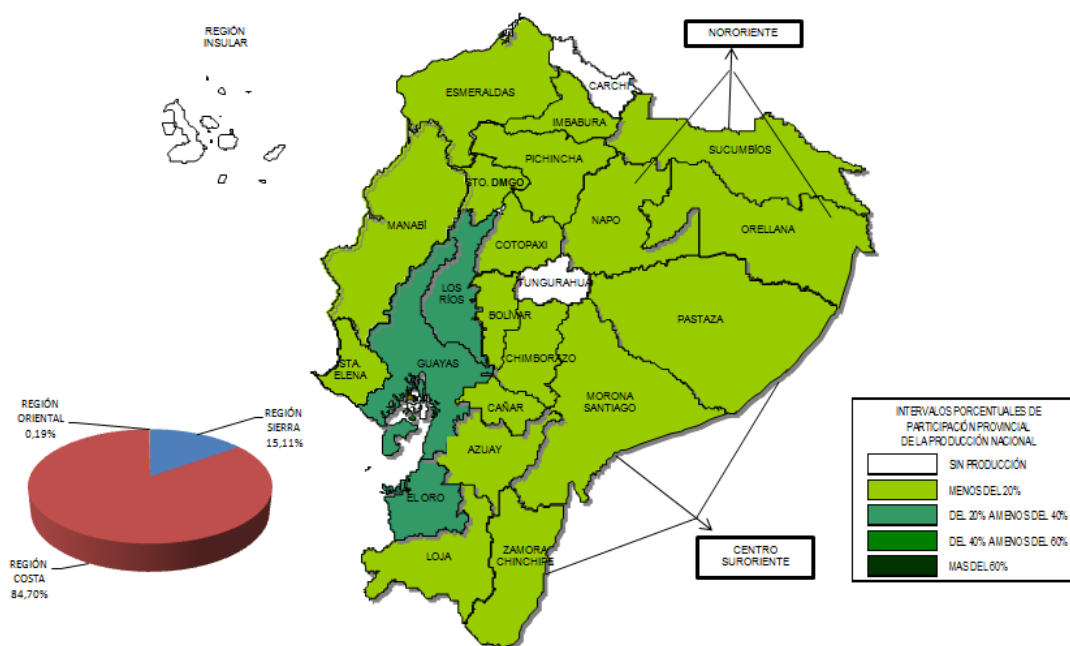 REGIÓN
INSULAR
NORORIENTE
CARCHI
ESMERALDAS
IMBABURA
SUCUMBÍOS
PICHINCHA
STO. DMGO
NAPO
MANABÍ
ORELLANA
COTOPAXI
TUNGURAHUA
LOS
RÍOS
BOLÍVAR
PASTAZA
STA.
ELENA
GUAYAS
CHIMBORAZO
MORONA
SANTIAGO
CAÑAR
AZUAY
EL ORO
LOJA
ZAMORA
CHINCHIPE
CENTRO
SURORIENTE
REGIÓN
ORIENTAL
0,19%
REGIÓN
SIERRA
15,11%
REGIÓN
COSTA
84,70%
INTERVALOS PORCENTUALES DE
PARTICIPACIÓN PROVINCIAL
DE LA PRODUCCIÓN NACIONAL
SIN PRODUCCIÓN
MENOS DEL 20%
DEL 20% A MENOS DEL 40%
DEL 40% A MENOS DEL 60%
MAS DEL 60%